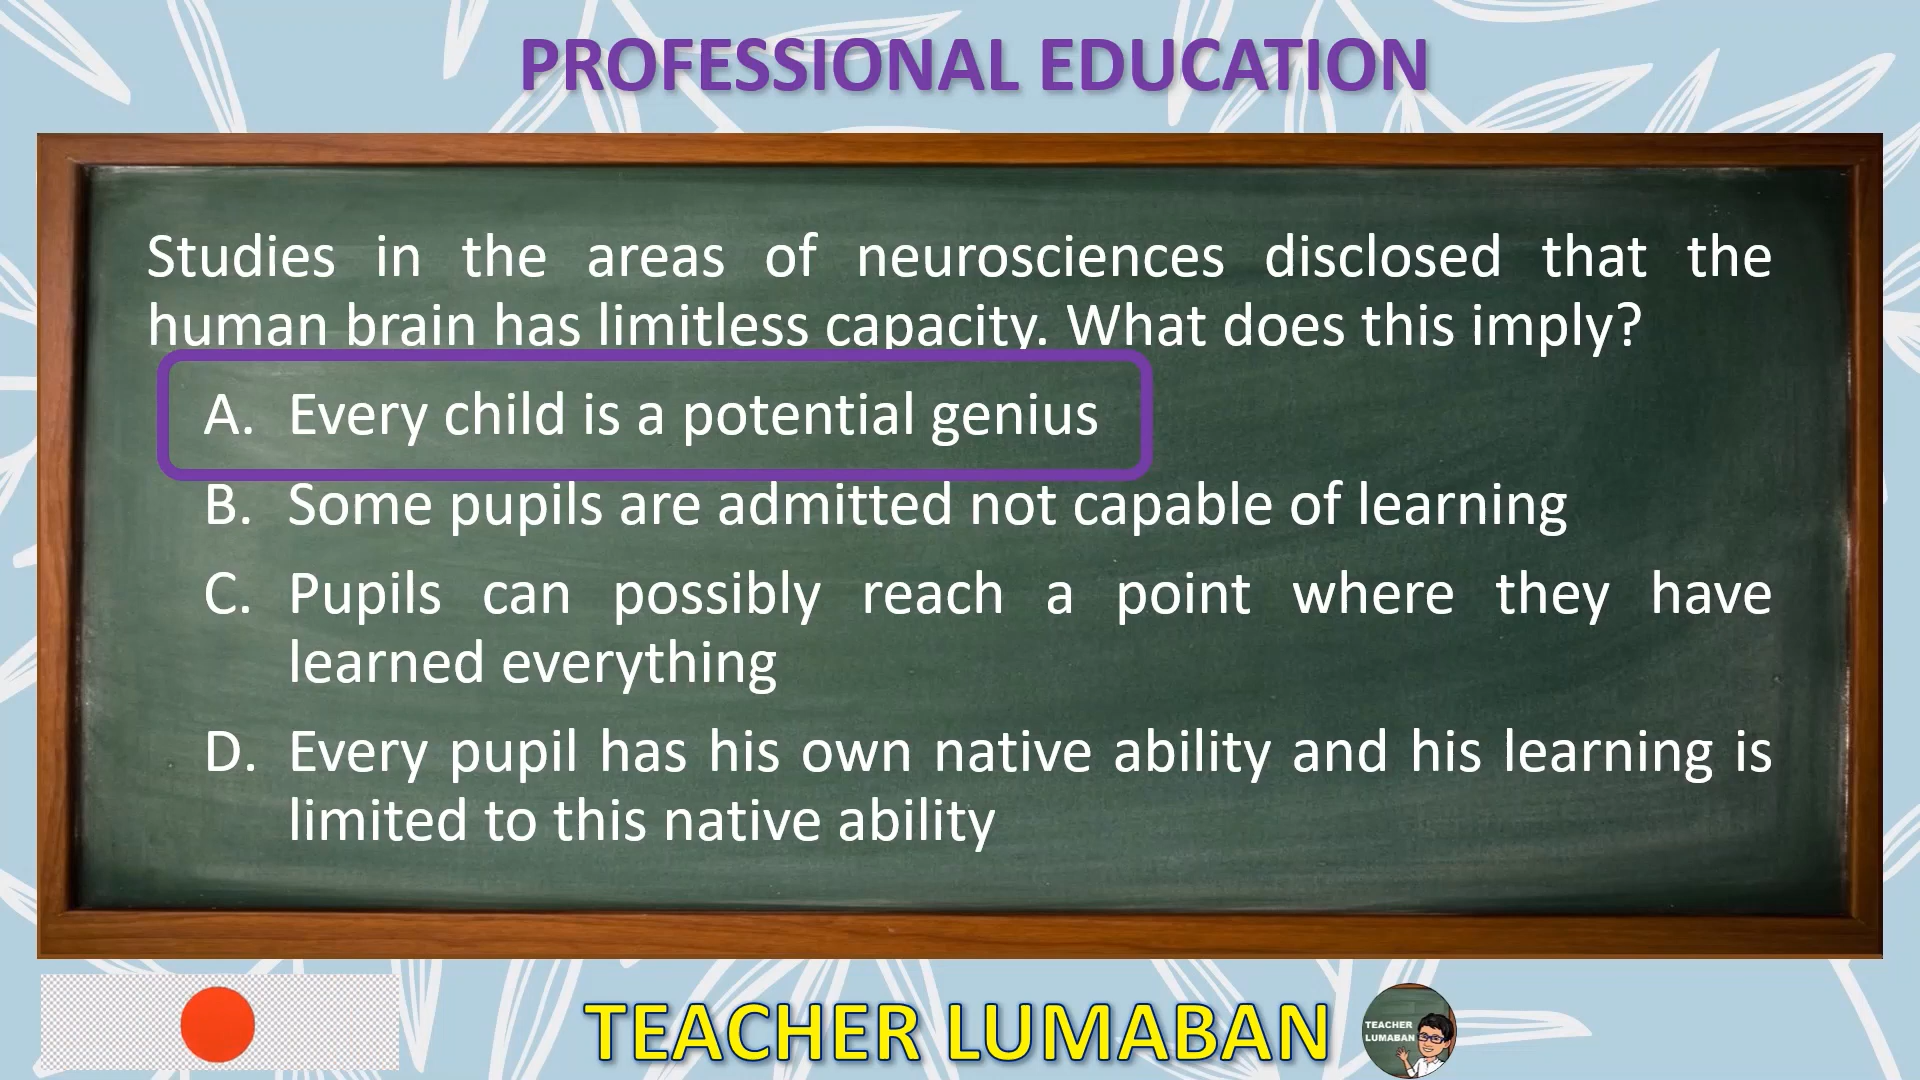 PROFESSIONAL EDUCATION
Studies in the areas of neurosciences disclosed that the
human brain has limitless capacity. What does this imply?
A. Every child is a potential genius
B. Some pupils are admitted not capable of learning
C. Pupils can possibly reach a point where they have
learned everything
D. Every pupil has his own native ability and his learning is
limited to this native ability
TEACHER LUMABAN
TEACHER
LUMABAN